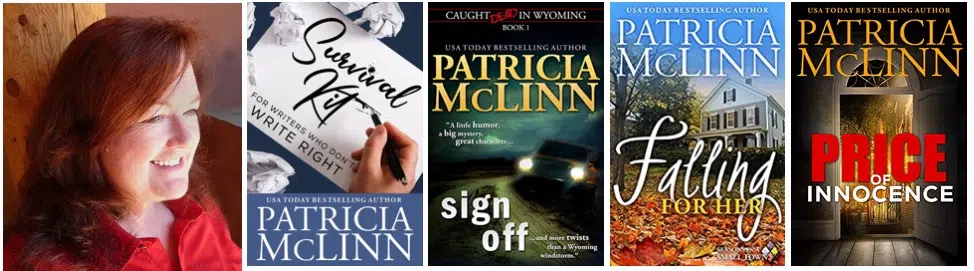 Survival
Kit
FOR WRITERS WHO DON'T
WRITE RIGHT
USA TODAY BESTSELLING AUTHOR
PATRICIA
MCLINN
CAUGHT DEAD IN WYOMING
BOOK 1
USA TODAY BESTSELLING AUTHOR
PATRICIA
MCLINN
"A little humor,
a big mystery,
great characters ...
sign
off
... and more twists
than a Wyoming
windstorm."
USA TODAY BESTSELLING AUTHOR
PATRICIA
MCLINN
Falling
FOR HER
SEASONS IN A
SMALL TOWN
USA TODAY BESTSELLING AUTHOR
PATRICIA
MCLINN
PRICE
OF
INNOCENCE